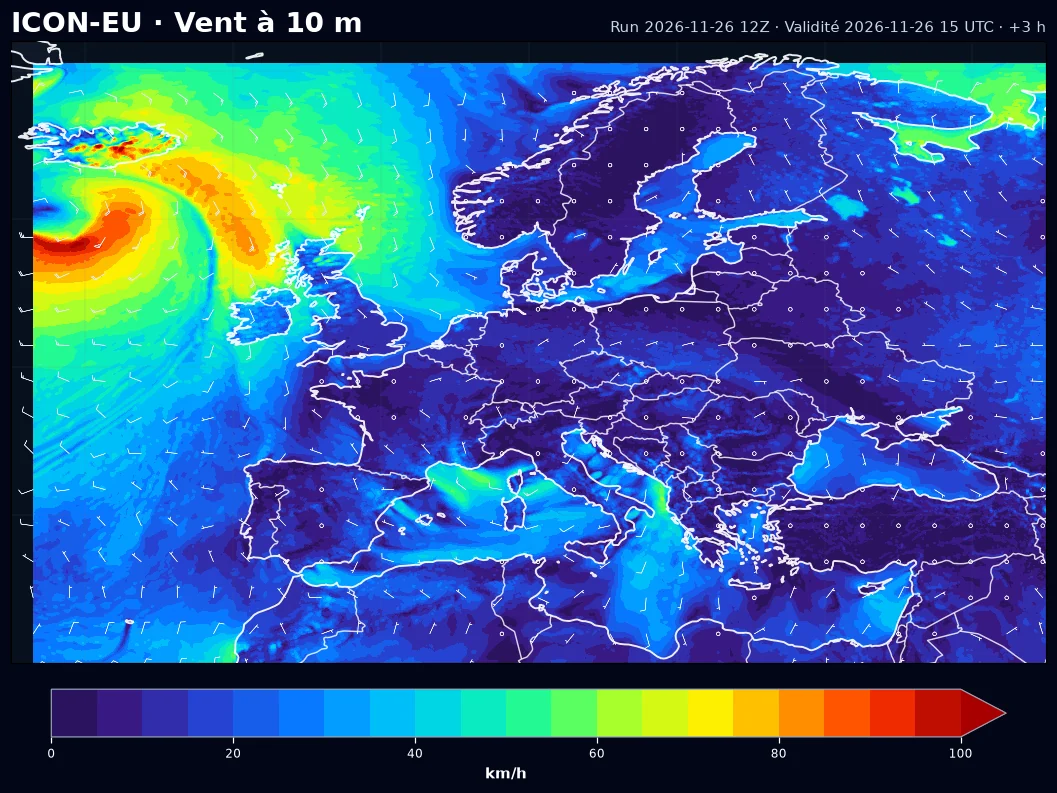 ICON-EU · Vent à 10 m
Run 2026-11-26 12Z · Validité 2026-11-26 15 UTC · +3 h
0 20 40 60 80 100
km/h